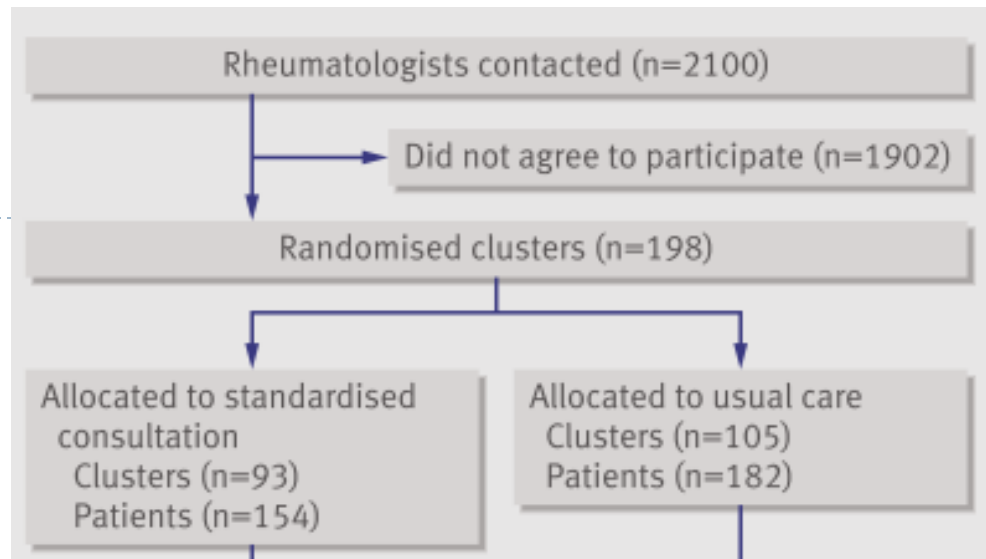 Rheumatologists contacted (n=2100)
Did not agree to participate (n=1902)
Randomised clusters (n=198)
Allocated to standardised
consultation
Clusters (n=93)
Patients (n=154)
Allocated to usual care
Clusters (n=105)
Patients (n=182)